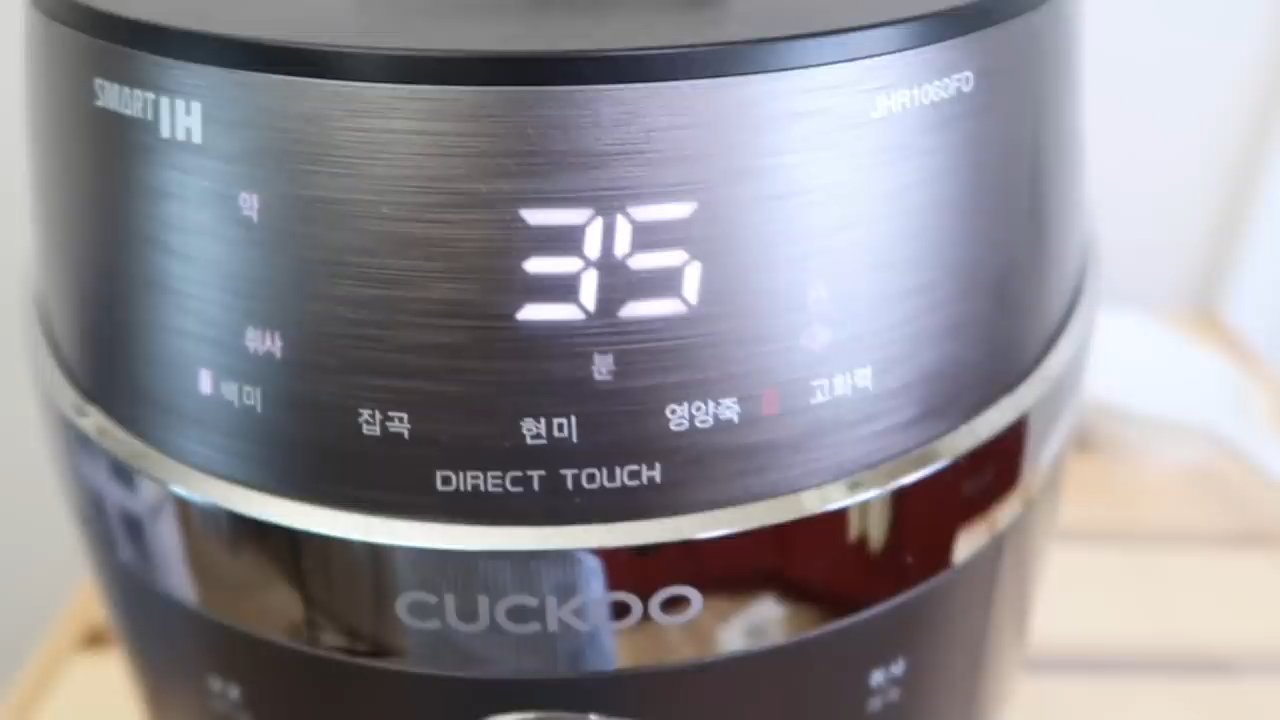 SMART IH
JHR1060FD
약
35
취사
분
백미
잡곡
현미
영양죽
고화력
DIRECT TOUCH
CUCKOO